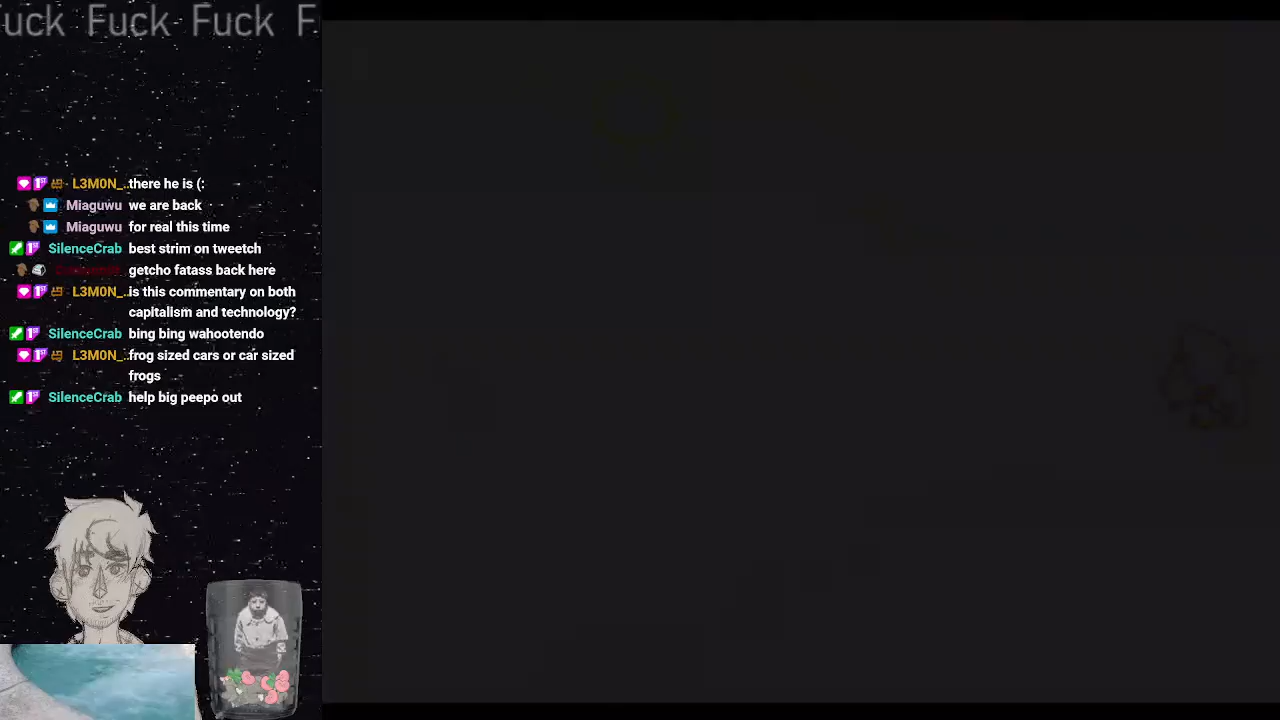 Fuck Fuck Fuck F
L3M0N_..there he is (:
Miaguwu we are back
Miaguwu for real this time
SilenceCrab best strim on tweetch
getcho fatass back here
L3M0N_..is this commentary on both
capitalism and technology?
SilenceCrab bing bing wahootendo
L3M0N_..frog sized cars or car sized
frogs
SilenceCrab help big peepo out